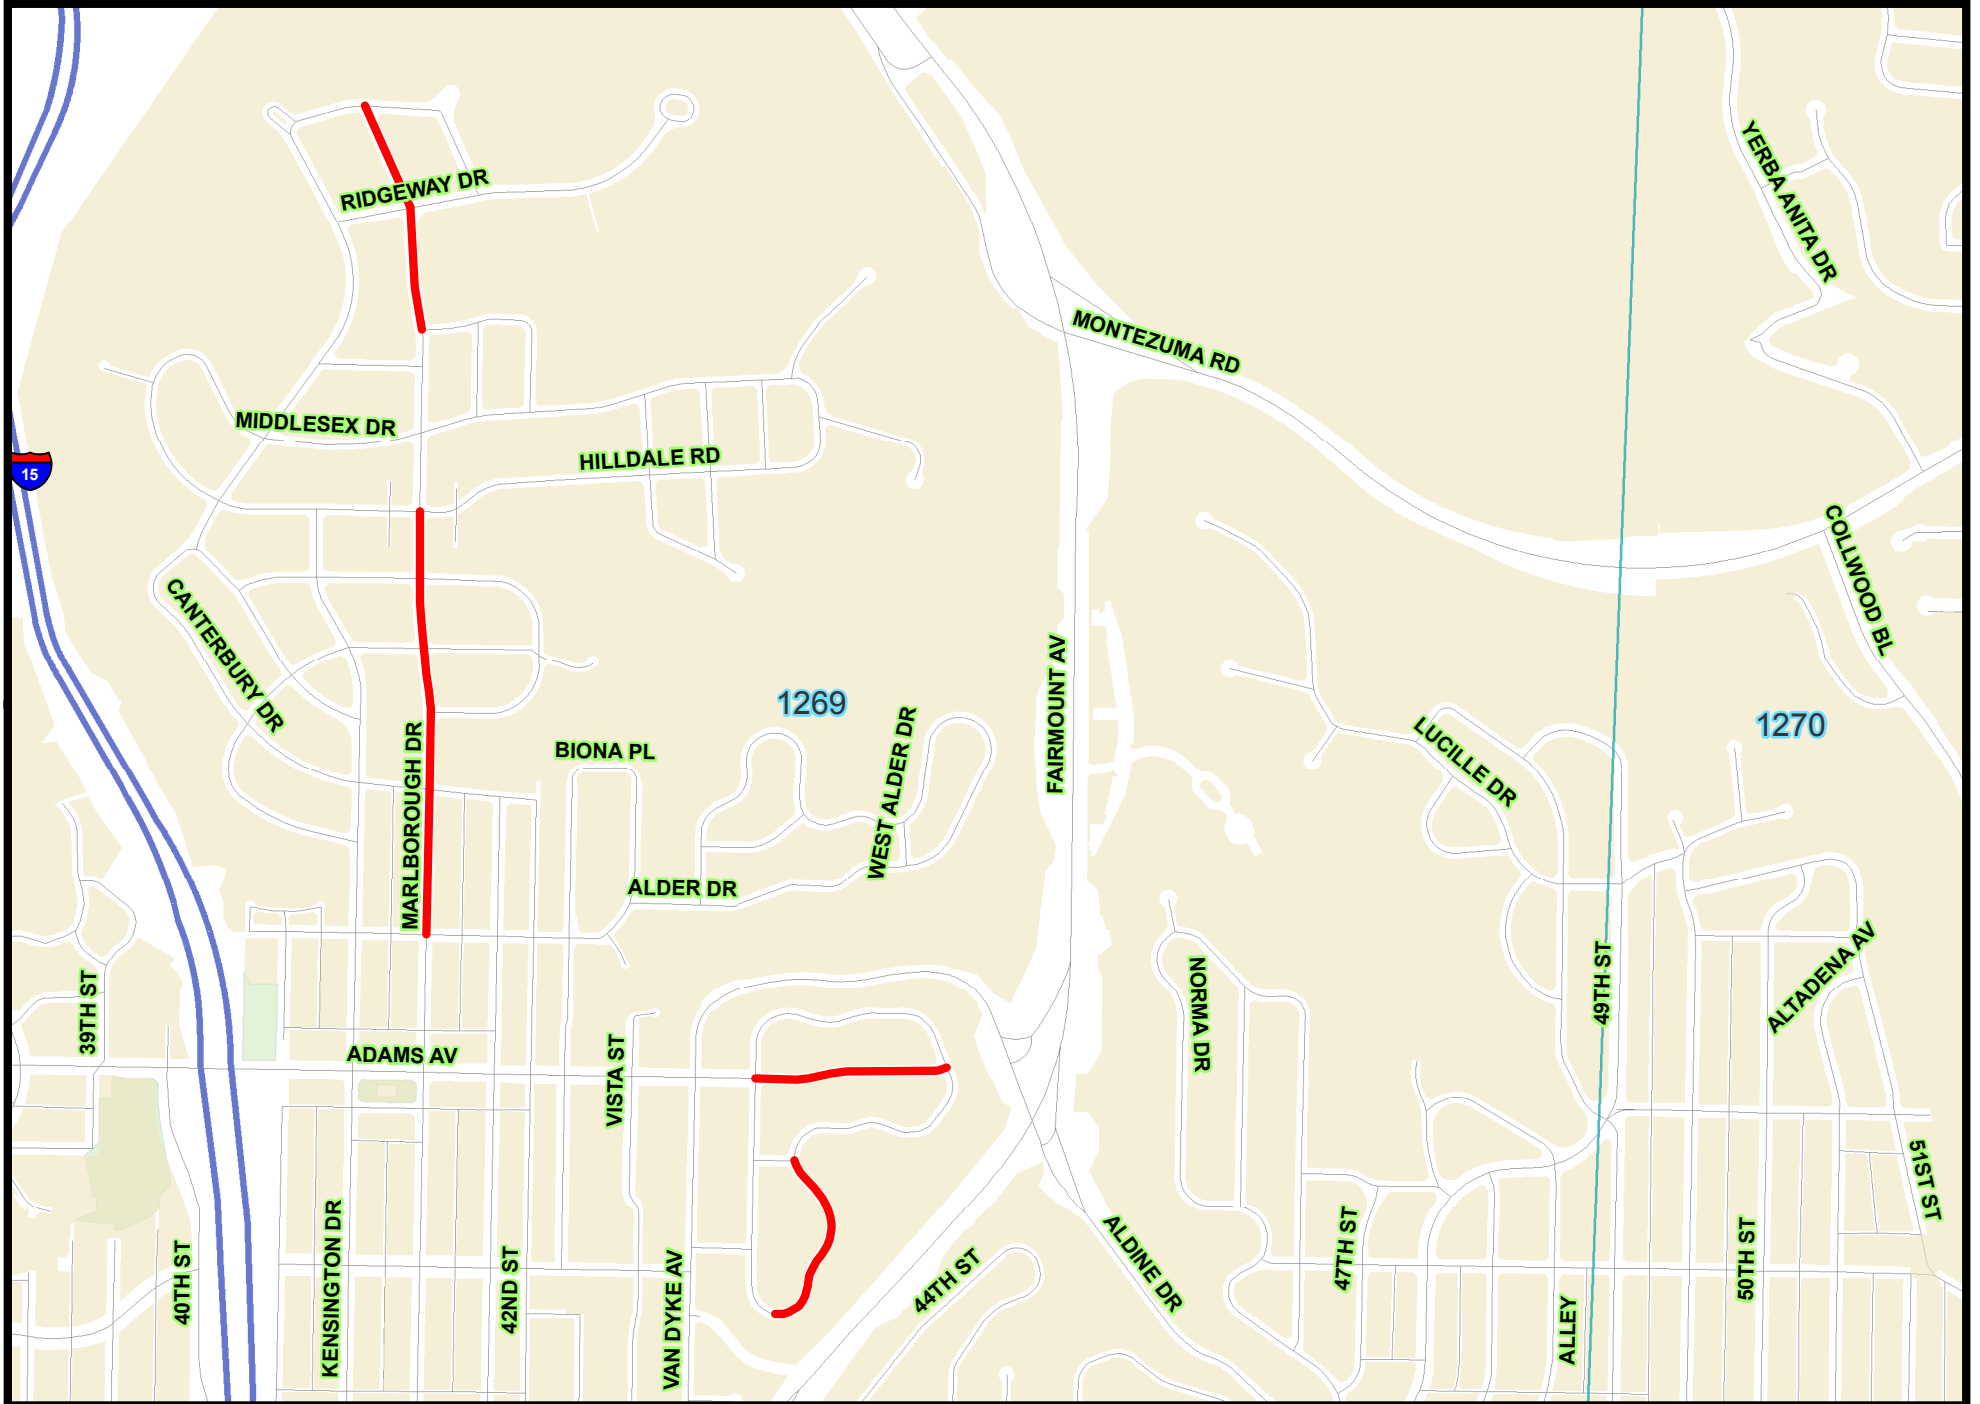 RIDGEWAY DR
YERBA ANITA DR
MONTEZUMA RD
MIDDLESEX DR
HILLDALE RD
15
COLLWOOD BL
CANTERBURY DR
FAIRMOUNT AV
1269
1270
WEST ALDER DR
LUCILLE DR
MARLBOROUGH DR
BIONA PL
ALDER DR
ALTADENA AV
49TH ST
NORMA DR
39TH ST
ADAMS AV
VISTA ST
51ST ST
40TH ST
KENSINGTON DR
42ND ST
VAN DYKE AV
44TH ST
ALDINE DR
47TH ST
50TH ST
ALLEY